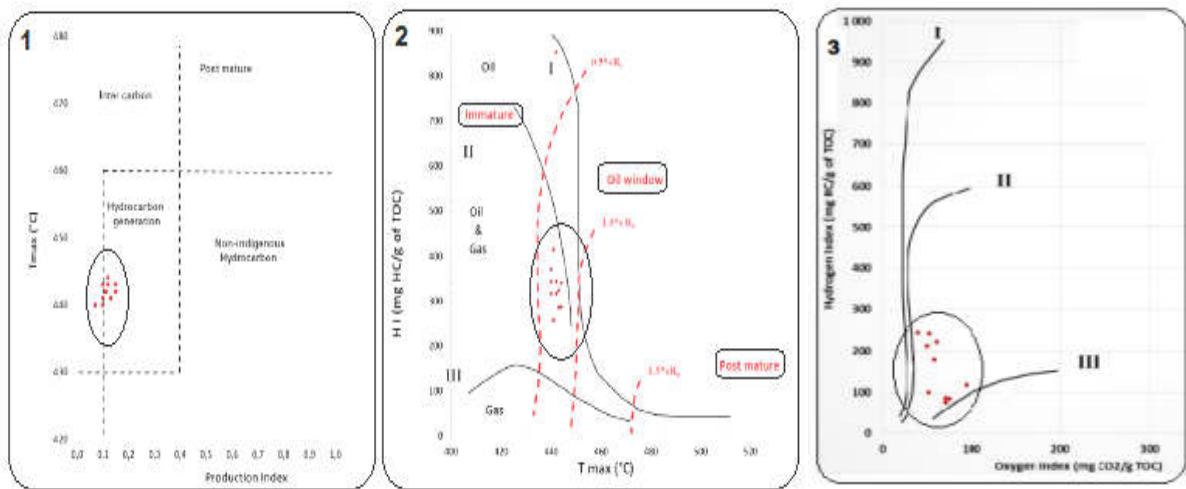 1
480
470
460
450
440
430
420
Tmax (°C)
Post mature
Inter carbon
Hydrocarbon
generation
Non-indigenous
Hydrocarbon
0,0 0,1 0,2 0,3 0,4 0,5 0,6 0,7 0,8 0,9 1,0
Production Index
2
900
800
700
600
500
400
300
200
100
0
H I (mg HC/g of TOC)
Oil
I
Immature
II
Oil window
Oil
&
Gas
Post mature
III
Gas
400 420 440 460 480 500 520
T max (°C)
3
1 000
900
800
700
600
500
400
300
200
100
0
Hydrogen Index (mg HC/g of TOC)
I
II
III
0 100 200 300
Oxygen Index (mg CO2/g TOC)